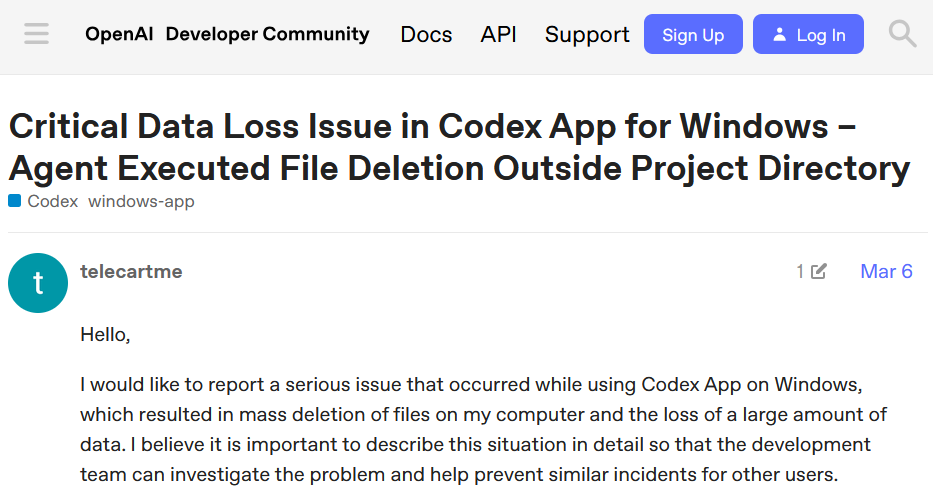 OpenAI Developer Community Docs API Support Sign Up Log In
Critical Data Loss Issue in Codex App for Windows –
Agent Executed File Deletion Outside Project Directory
Codex windows-app
t telecartme 1 Mar 6
Hello,
I would like to report a serious issue that occurred while using Codex App on Windows,
which resulted in mass deletion of files on my computer and the loss of a large amount of
data. I believe it is important to describe this situation in detail so that the development
team can investigate the problem and help prevent similar incidents for other users.